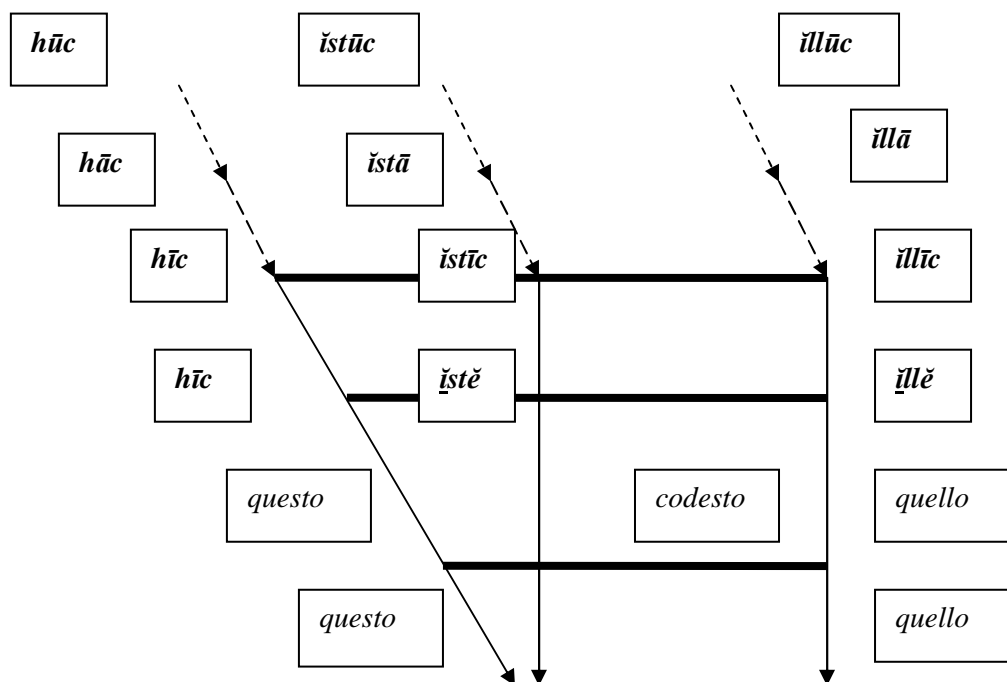 hūc ĭstūc ĭllūc
hāc ĭstā ĭllā
hīc ĭstīc ĭllīc
hīc ĭstĕ ĭllĕ
questo codesto quello
questo quello